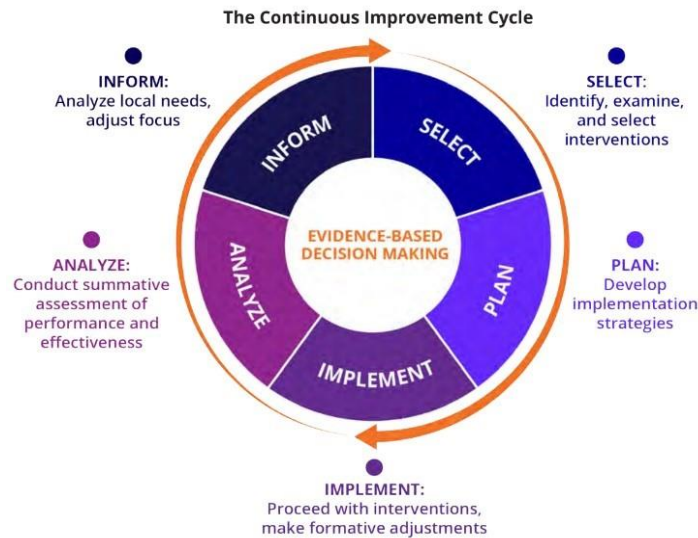 The Continuous Improvement Cycle
INFORM:
Analyze local needs,
adjust focus
SELECT:
Identify, examine,
and select
interventions
INFORM
SELECT
EVIDENCE-BASED
DECISION MAKING
ANALYZE
PLAN
IMPLEMENT
ANALYZE:
Conduct summative
assessment of
performance and
effectiveness
PLAN:
Develop
implementation
strategies
IMPLEMENT:
Proceed with interventions,
make formative adjustments